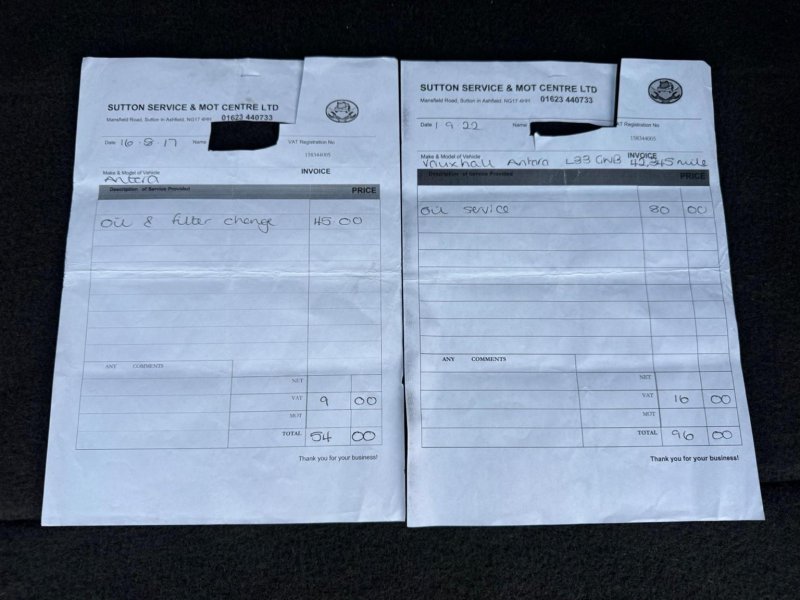 SUTTON SERVICE & MOT CENTRE LTD
Mansfield Road, Sutton in Ashfield, NG17 4HH 01623 440733
Date 16-8-17 Name
VAT Registration No
158344005
Make & Model of Vehicle
INVOICE
Antara
Description of Service Provided PRICE
Oil & filter change 45.00
ANY COMMENTS
NET
VAT 9 00
MOT
TOTAL 54 00
Thank you for your business!
SUTTON SERVICE & MOT CENTRE LTD
Mansfield Road, Sutton in Ashfield, NG17 4HH 01623 440733
Date 1 9 22 Name
VAT Registration No
158344005
Make & Model of Vehicle
INVOICE
Vauxhall Antara 42,345 mile
Description of Service Provided PRICE
Oil service 80 00
ANY COMMENTS
NET
VAT 16 00
MOT
TOTAL 96 00
Thank you for your business!